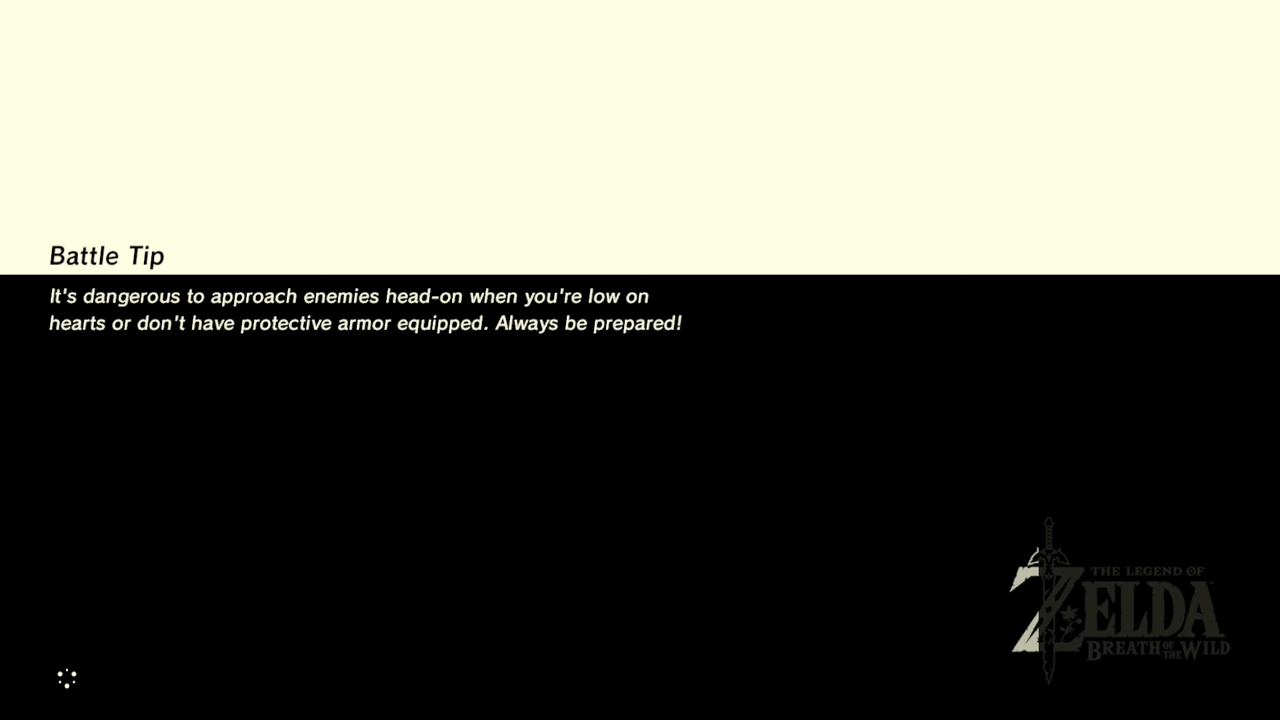 Battle Tip
It's dangerous to approach enemies head-on when you're low on
hearts or don't have protective armor equipped. Always be prepared!
THE LEGEND OF
ZELDA
BREATH OF THE WILD